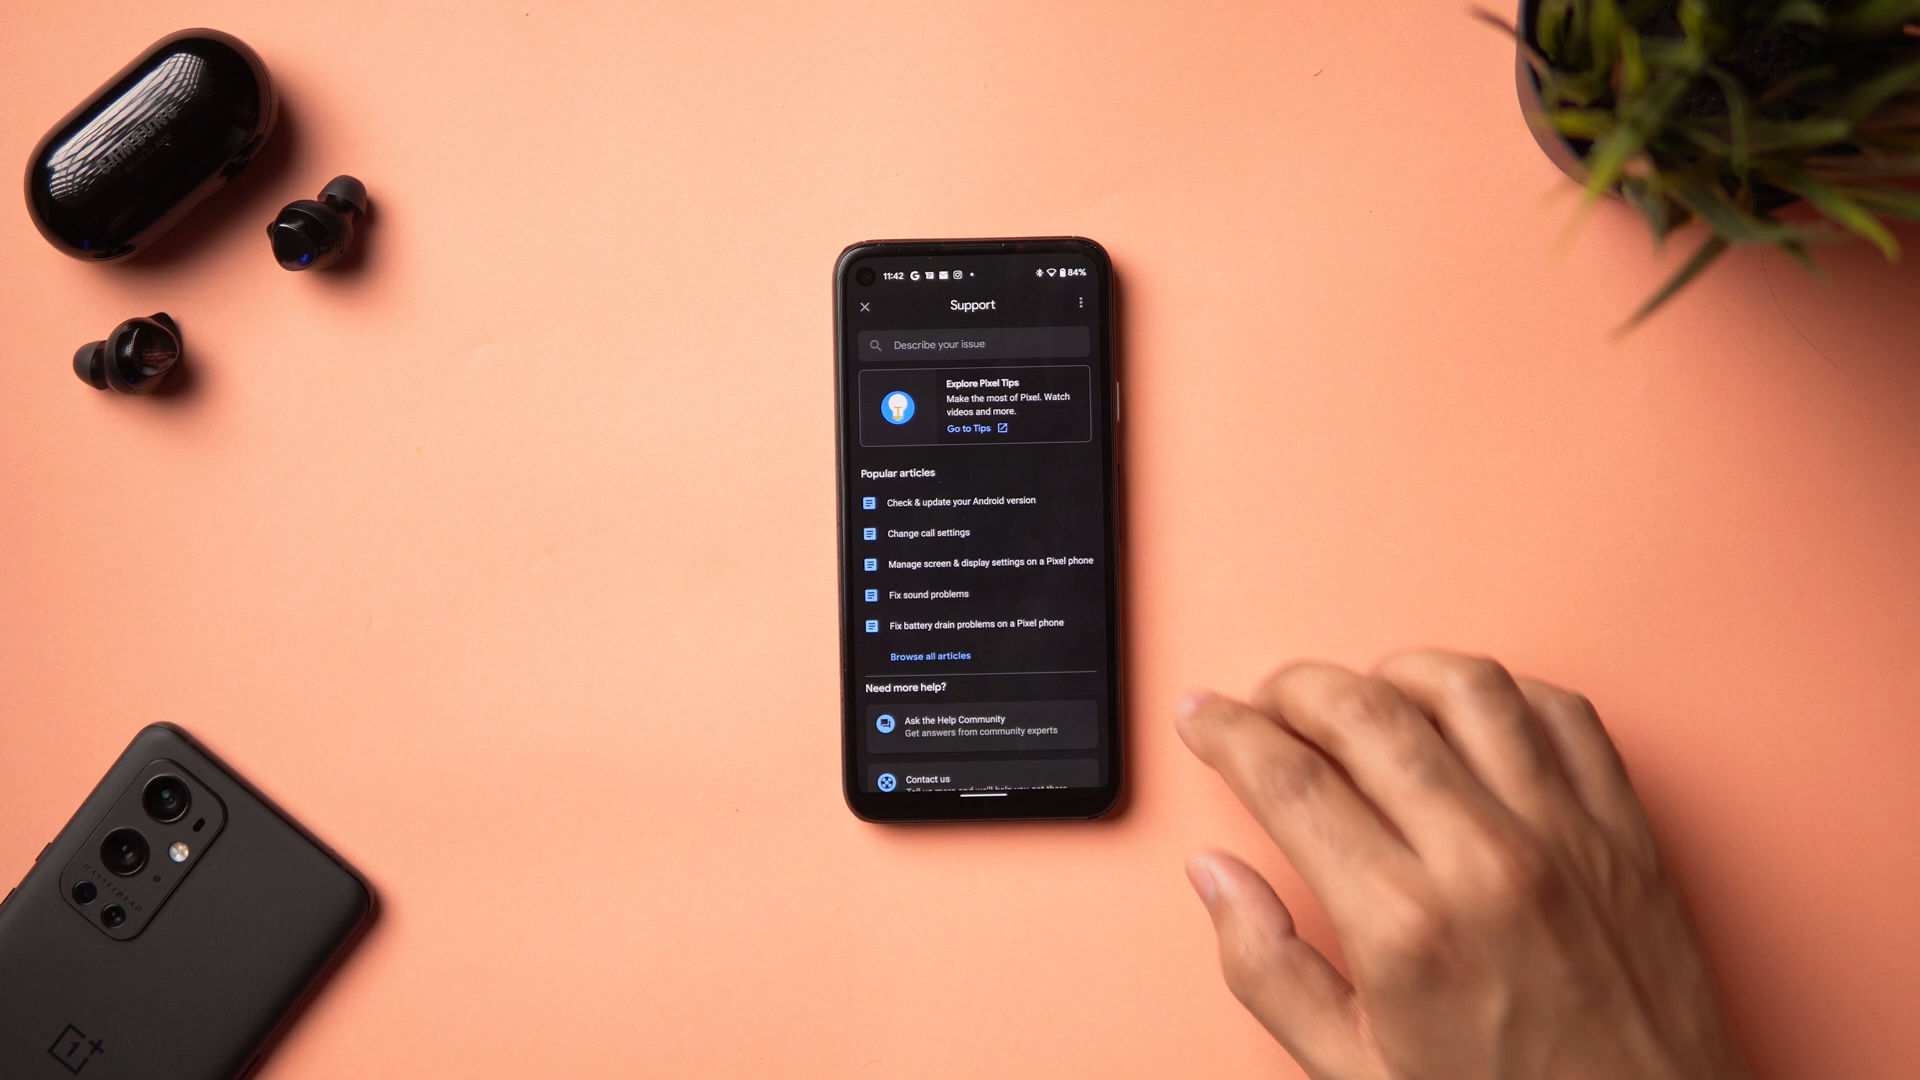 SAMSUNG
11:42
84%
Support
Describe your issue
Explore Pixel Tips
Make the most of Pixel. Watch
videos and more.
Go to Tips
Popular articles
Check & update your Android version
Change call settings
Manage screen & display settings on a Pixel phone
Fix sound problems
Fix battery drain problems on a Pixel phone
Browse all articles
Need more help?
Ask the Help Community
Get answers from community experts
Contact us
HASSELBLAD